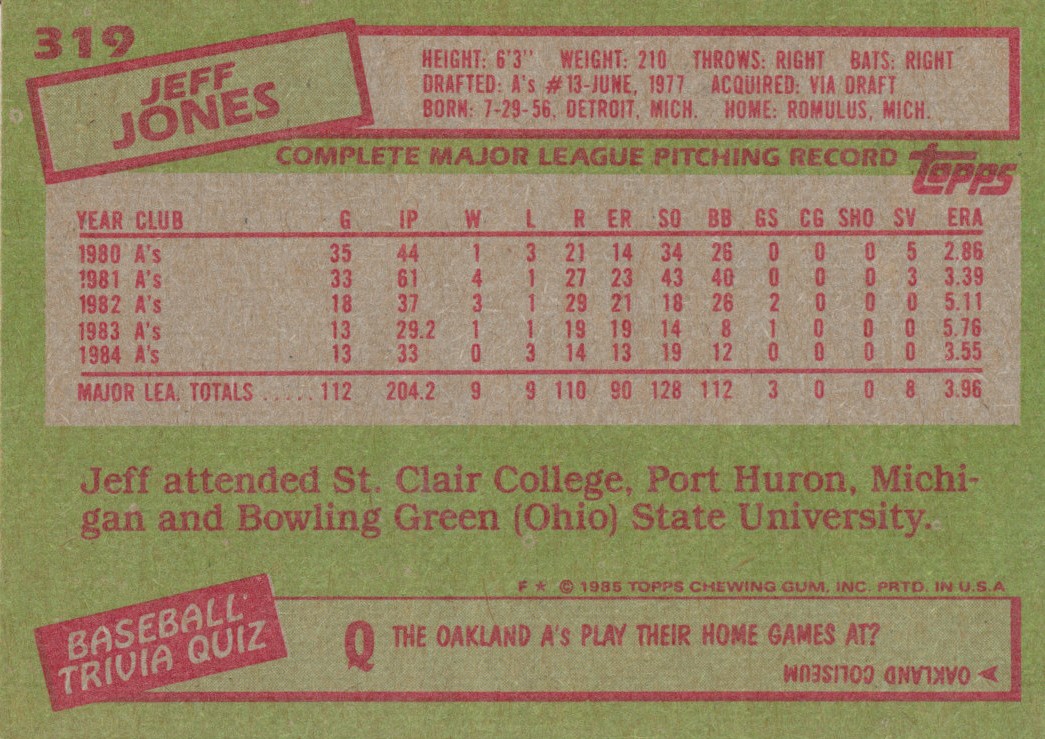 319
JEFF
JONES
HEIGHT: 6'3" WEIGHT: 210 THROWS: RIGHT BATS: RIGHT
DRAFTED: A's #13-JUNE, 1977 ACQUIRED: VIA DRAFT
BORN: 7-29-56, DETROIT, MICH. HOME: ROMULUS, MICH.
COMPLETE MAJOR LEAGUE PITCHING RECORD
TOPPS
YEAR CLUB G IP W L R ER SO BB GS CG SHO SV ERA
1980 A's 35 44 1 3 21 14 34 26 0 0 0 5 2.86
1981 A's 33 61 4 1 27 23 43 40 0 0 0 3 3.39
1982 A's 18 37 3 1 29 21 18 26 2 0 0 0 5.11
1983 A's 13 29.2 1 1 19 19 14 8 1 0 0 0 5.76
1984 A's 13 33 0 3 14 13 19 12 0 0 0 0 3.55
MAJOR LEA. TOTALS ..... 112 204.2 9 9 110 90 128 112 3 0 0 8 3.96
Jeff attended St. Clair College, Port Huron, Michi-
gan and Bowling Green (Ohio) State University.
F ★ © 1985 TOPPS CHEWING GUM, INC. PRTD. IN U.S.A
BASEBALL
TRIVIA QUIZ
Q THE OAKLAND A's PLAY THEIR HOME GAMES AT?
OAKLAND COLISEUM